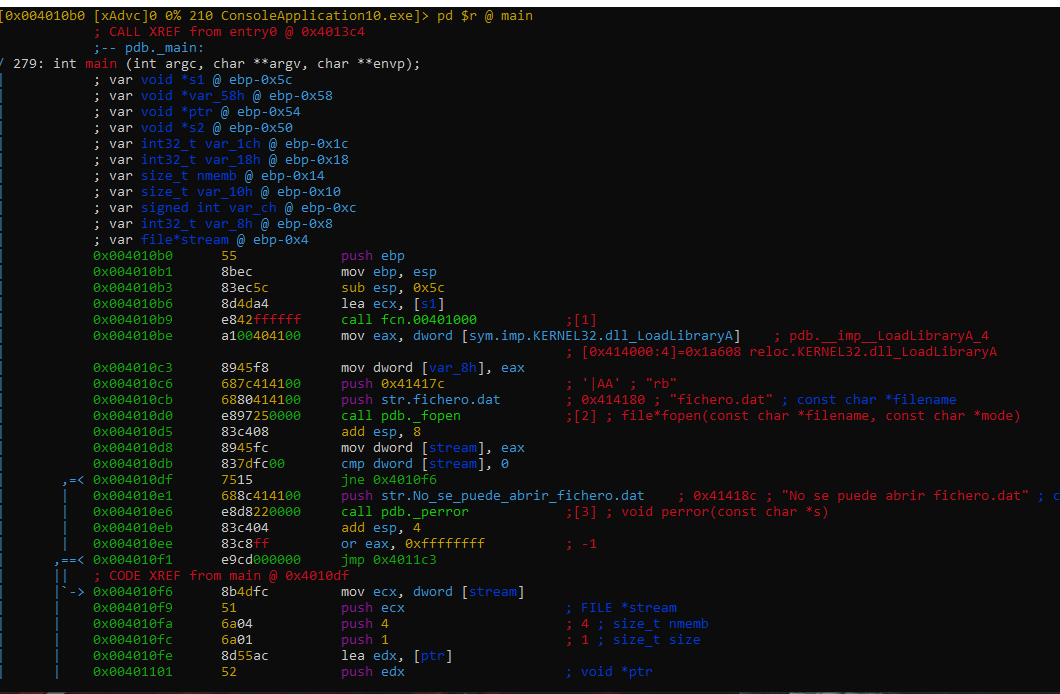 [0x004010b0 [xAdvc]0 0% 210 ConsoleApplication10.exe]> pd $r @ main
; CALL XREF from entry0 @ 0x4013c4
;-- pdb._main:
/ 279: int main (int argc, char **argv, char **envp);
| ; var void *s1 @ ebp-0x5c
| ; var void *var_58h @ ebp-0x58
| ; var void *ptr @ ebp-0x54
| ; var void *s2 @ ebp-0x50
| ; var int32_t var_1ch @ ebp-0x1c
| ; var int32_t var_18h @ ebp-0x18
| ; var size_t nmemb @ ebp-0x14
| ; var size_t var_10h @ ebp-0x10
| ; var signed int var_ch @ ebp-0xc
| ; var int32_t var_8h @ ebp-0x8
| ; var file*stream @ ebp-0x4
| 0x004010b0 55 push ebp
| 0x004010b1 8bec mov ebp, esp
| 0x004010b3 83ec5c sub esp, 0x5c
| 0x004010b6 8d4da4 lea ecx, [s1]
| 0x004010b9 e842ffffff call fcn.00401000 ;[1]
| 0x004010be a100404100 mov eax, dword [sym.imp.KERNEL32.dll_LoadLibraryA] ; pdb.__imp__LoadLibraryA_4
| ; [0x414000:4]=0x1a608 reloc.KERNEL32.dll_LoadLibraryA
| 0x004010c3 8945f8 mov dword [var_8h], eax
| 0x004010c6 687c414100 push 0x41417c ; '|AA' ; "rb"
| 0x004010cb 6880414100 push str.fichero.dat ; 0x414180 ; "fichero.dat" ; const char *filename
| 0x004010d0 e897250000 call pdb._fopen ;[2] ; file*fopen(const char *filename, const char *mode)
| 0x004010d5 83c408 add esp, 8
| 0x004010d8 8945fc mov dword [stream], eax
| 0x004010db 837dfc00 cmp dword [stream], 0
| ,=< 0x004010df 7515 jne 0x4010f6
| | 0x004010e1 688c414100 push str.No_se_puede_abrir_fichero.dat ; 0x41418c ; "No se puede abrir fichero.dat" ; c
| | 0x004010e6 e8d8220000 call pdb._perror ;[3] ; void perror(const char *s)
| | 0x004010eb 83c404 add esp, 4
| | 0x004010ee 83c8ff or eax, 0xffffffff ; -1
| ,==< 0x004010f1 e9cd000000 jmp 0x4011c3
| || ; CODE XREF from main @ 0x4010df
| |`-> 0x004010f6 8b4dfc mov ecx, dword [stream]
| | 0x004010f9 51 push ecx ; FILE *stream
| | 0x004010fa 6a04 push 4 ; 4 ; size_t nmemb
| | 0x004010fc 6a01 push 1 ; 1 ; size_t size
| | 0x004010fe 8d55ac lea edx, [ptr]
| | 0x00401101 52 push edx ; void *ptr